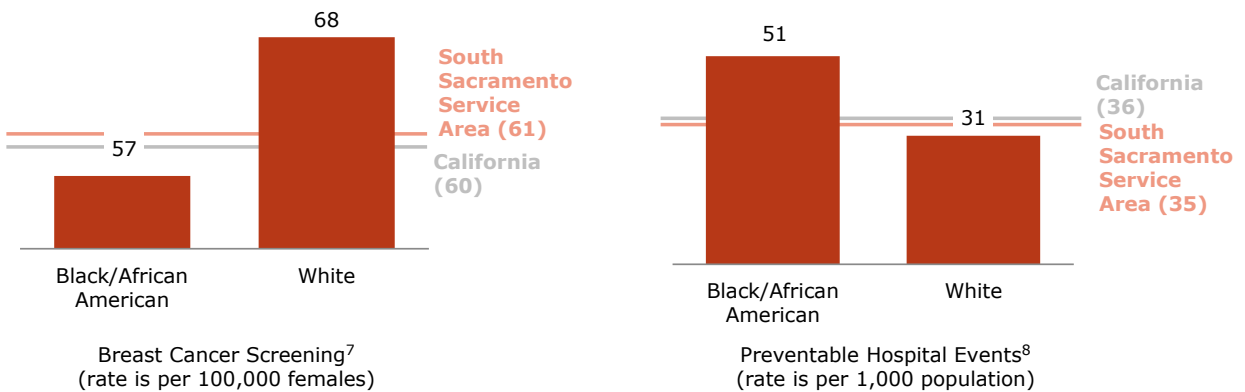 68
57
South
Sacramento
Service
Area (61)
California
(60)
Black/African
American
White
Breast Cancer Screening⁷
(rate is per 100,000 females)
51
31
California
(36)
South
Sacramento
Service
Area (35)
Black/African
American
White
Preventable Hospital Events⁸
(rate is per 1,000 population)